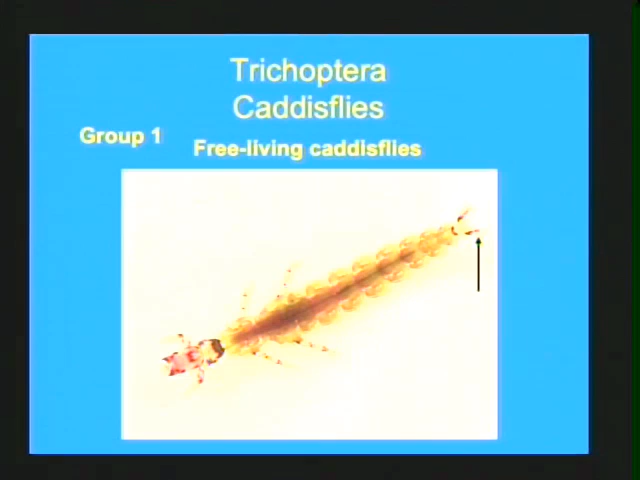 Trichoptera
Caddisflies
Group 1
Free-living caddisflies